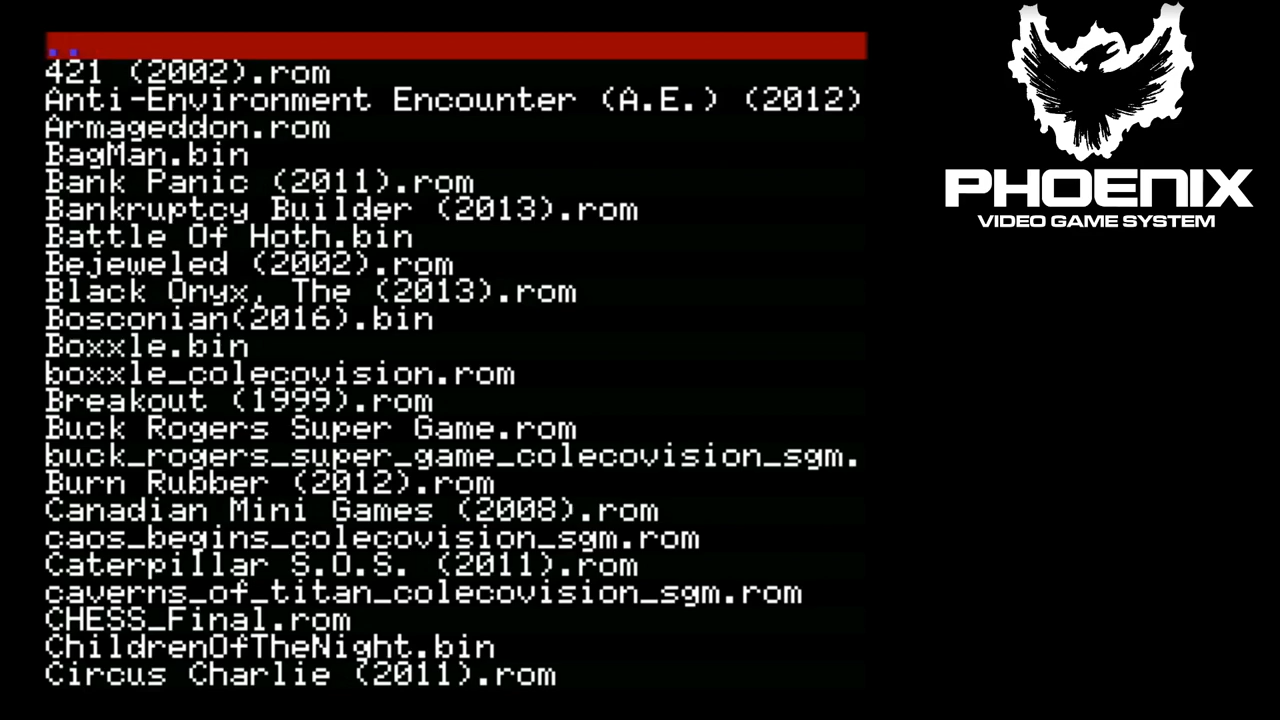 ..
421 (2002).rom
Anti-Environment Encounter (A.E.) (2012)
Armageddon.rom
BagMan.bin
Bank Panic (2011).rom
Bankruptcy Builder (2013).rom
Battle Of Hoth.bin
Bejeweled (2002).rom
Black Onyx, The (2013).rom
Bosconian(2016).bin
Boxxle.bin
boxxle_colecovision.rom
Breakout (1999).rom
Buck Rogers Super Game.rom
buck_rogers_super_game_colecovision_sgm.
Burn Rubber (2012).rom
Canadian Mini Games (2008).rom
caos_begins_colecovision_sgm.rom
Caterpillar S.O.S. (2011).rom
caverns_of_titan_colecovision_sgm.rom
CHESS_Final.rom
ChildrenOfTheNight.bin
Circus Charlie (2011).rom
PHOENIX
VIDEO GAME SYSTEM